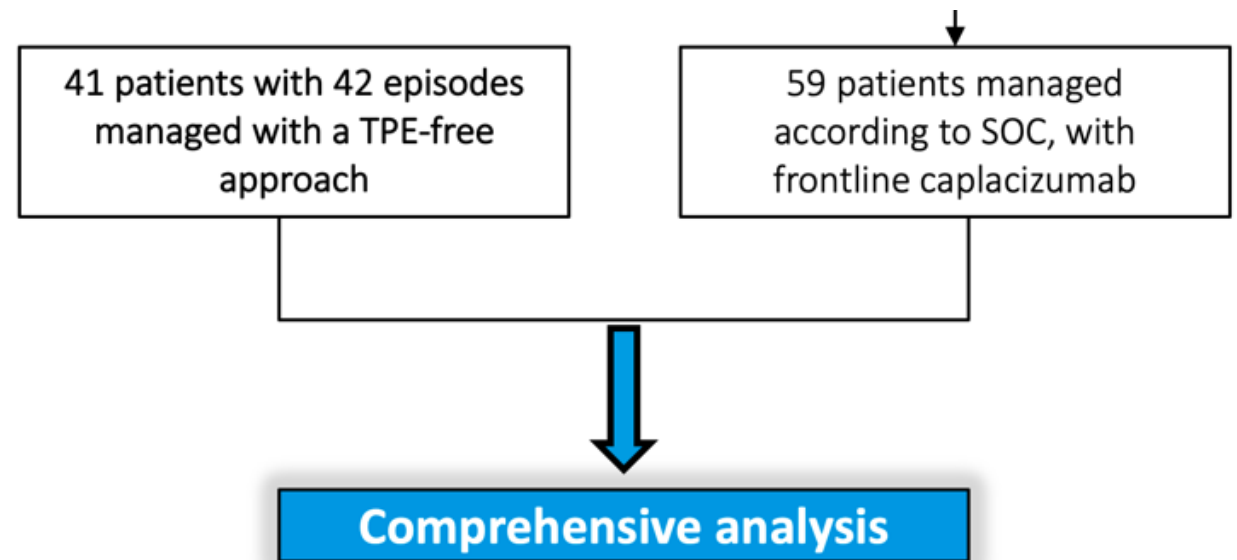 41 patients with 42 episodes
managed with a TPE-free
approach
59 patients managed
according to SOC, with
frontline caplacizumab
Comprehensive analysis